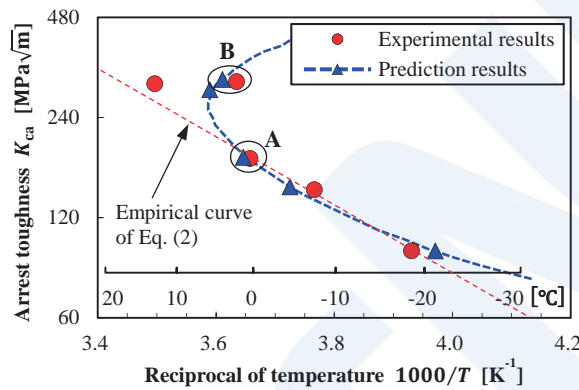 480
240
120
60
Arrest toughness K_ca [MPa√m]
B
Experimental results
Prediction results
A
Empirical curve
of Eq. (2)
20 10 0 -10 -20 -30 [℃]
3.4 3.6 3.8 4.0 4.2
Reciprocal of temperature 1000/T [K⁻¹]